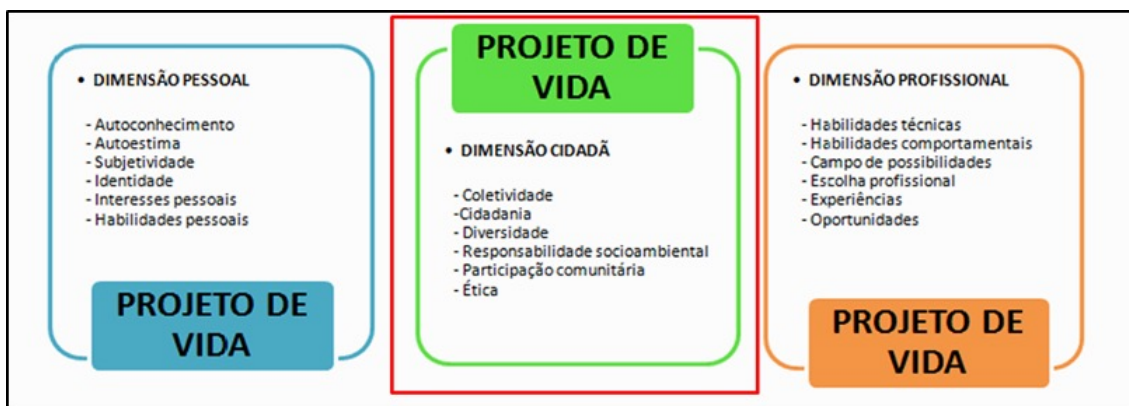 • DIMENSÃO PESSOAL
- Autoconhecimento
- Autoestima
- Subjetividade
- Identidade
- Interesses pessoais
- Habilidades pessoais
PROJETO DE
VIDA
PROJETO DE
VIDA
• DIMENSÃO CIDADÃ
- Coletividade
-Cidadania
- Diversidade
- Responsabilidade socioambiental
- Participação comunitária
- Ética
• DIMENSÃO PROFISSIONAL
- Habilidades técnicas
- Habilidades comportamentais
- Campo de possibilidades
- Escolha profissional
- Experiências
- Oportunidades
PROJETO DE
VIDA